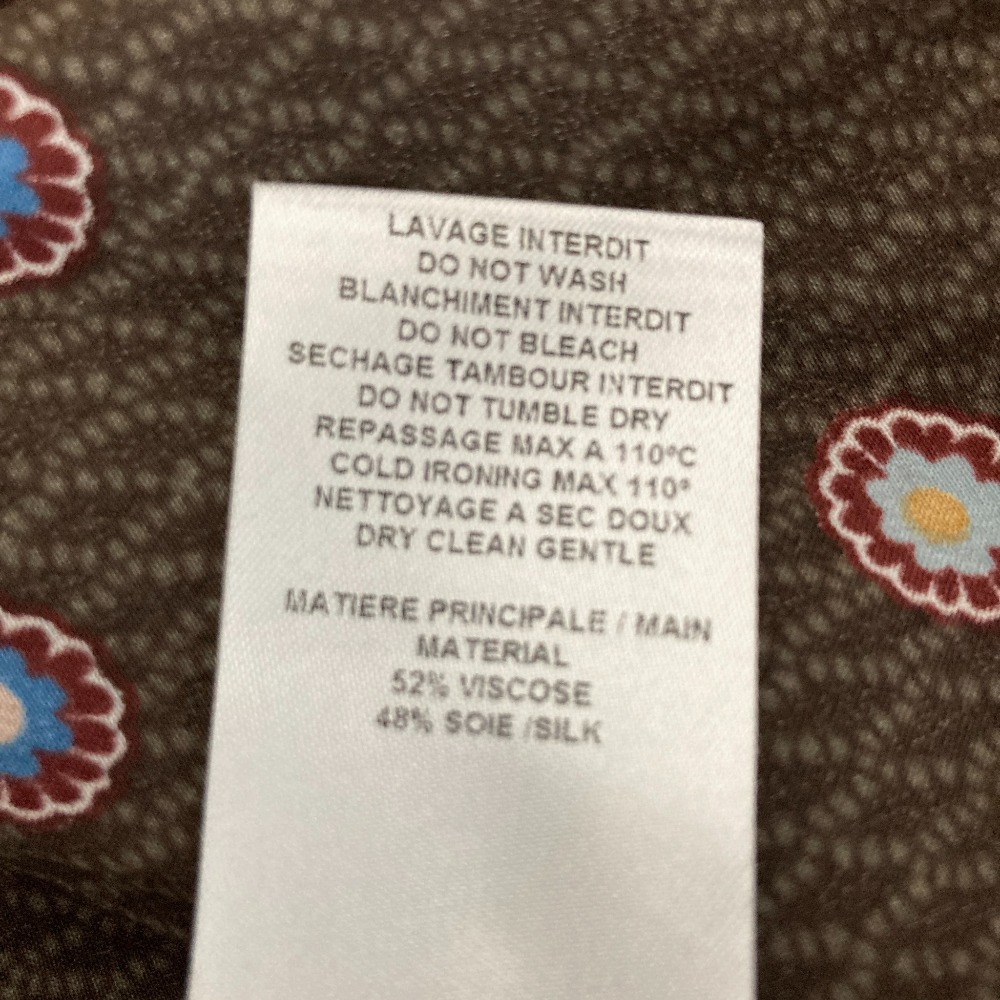 LAVAGE INTERDIT
DO NOT WASH
BLANCHIMENT INTERDIT
DO NOT BLEACH
SECHAGE TAMBOUR INTERDIT
DO NOT TUMBLE DRY
REPASSAGE MAX A 110°C
COLD IRONING MAX 110°
NETTOYAGE A SEC DOUX
DRY CLEAN GENTLE
MATIERE PRINCIPALE / MAIN
MATERIAL
52% VISCOSE
48% SOIE /SILK